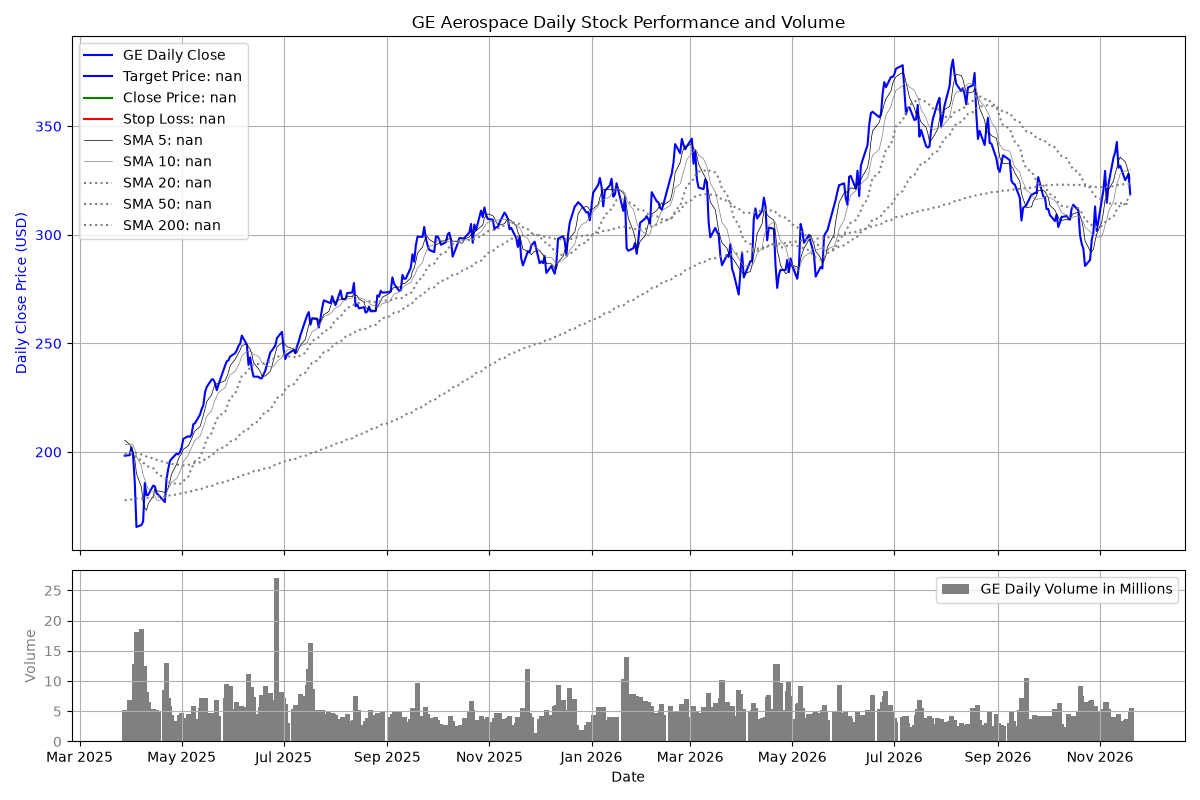 GE Aerospace Daily Stock Performance and Volume
GE Daily Close
Target Price: nan
Close Price: nan
Stop Loss: nan
SMA 5: nan
SMA 10: nan
SMA 20: nan
SMA 50: nan
SMA 200: nan
Daily Close Price (USD)
350
300
250
200
GE Daily Volume in Millions
Volume
25
20
15
10
5
0
Mar 2025 May 2025 Jul 2025 Sep 2025 Nov 2025 Jan 2026 Mar 2026 May 2026 Jul 2026 Sep 2026 Nov 2026
Date